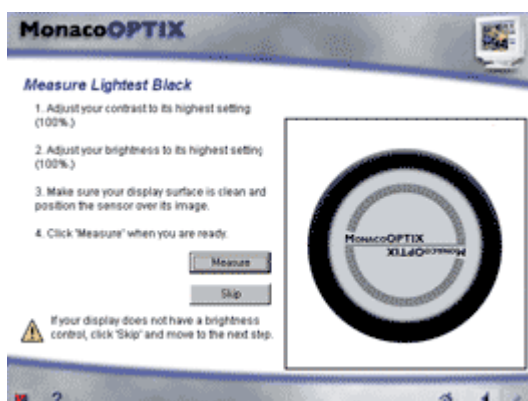 MonacoOPTIX
Measure Lightest Black
1. Adjust your contrast to its highest setting
(100%.)
2. Adjust your brightness to its highest setting
(100%.)
3. Make sure your display surface is clean and
position the sensor over its image.
4. Click 'Measure' when you are ready.
Measure
Skip
If your display does not have a brightness
control, click 'Skip' and move to the next step.
MONACOOPTIX
MONACOOPTIX
?